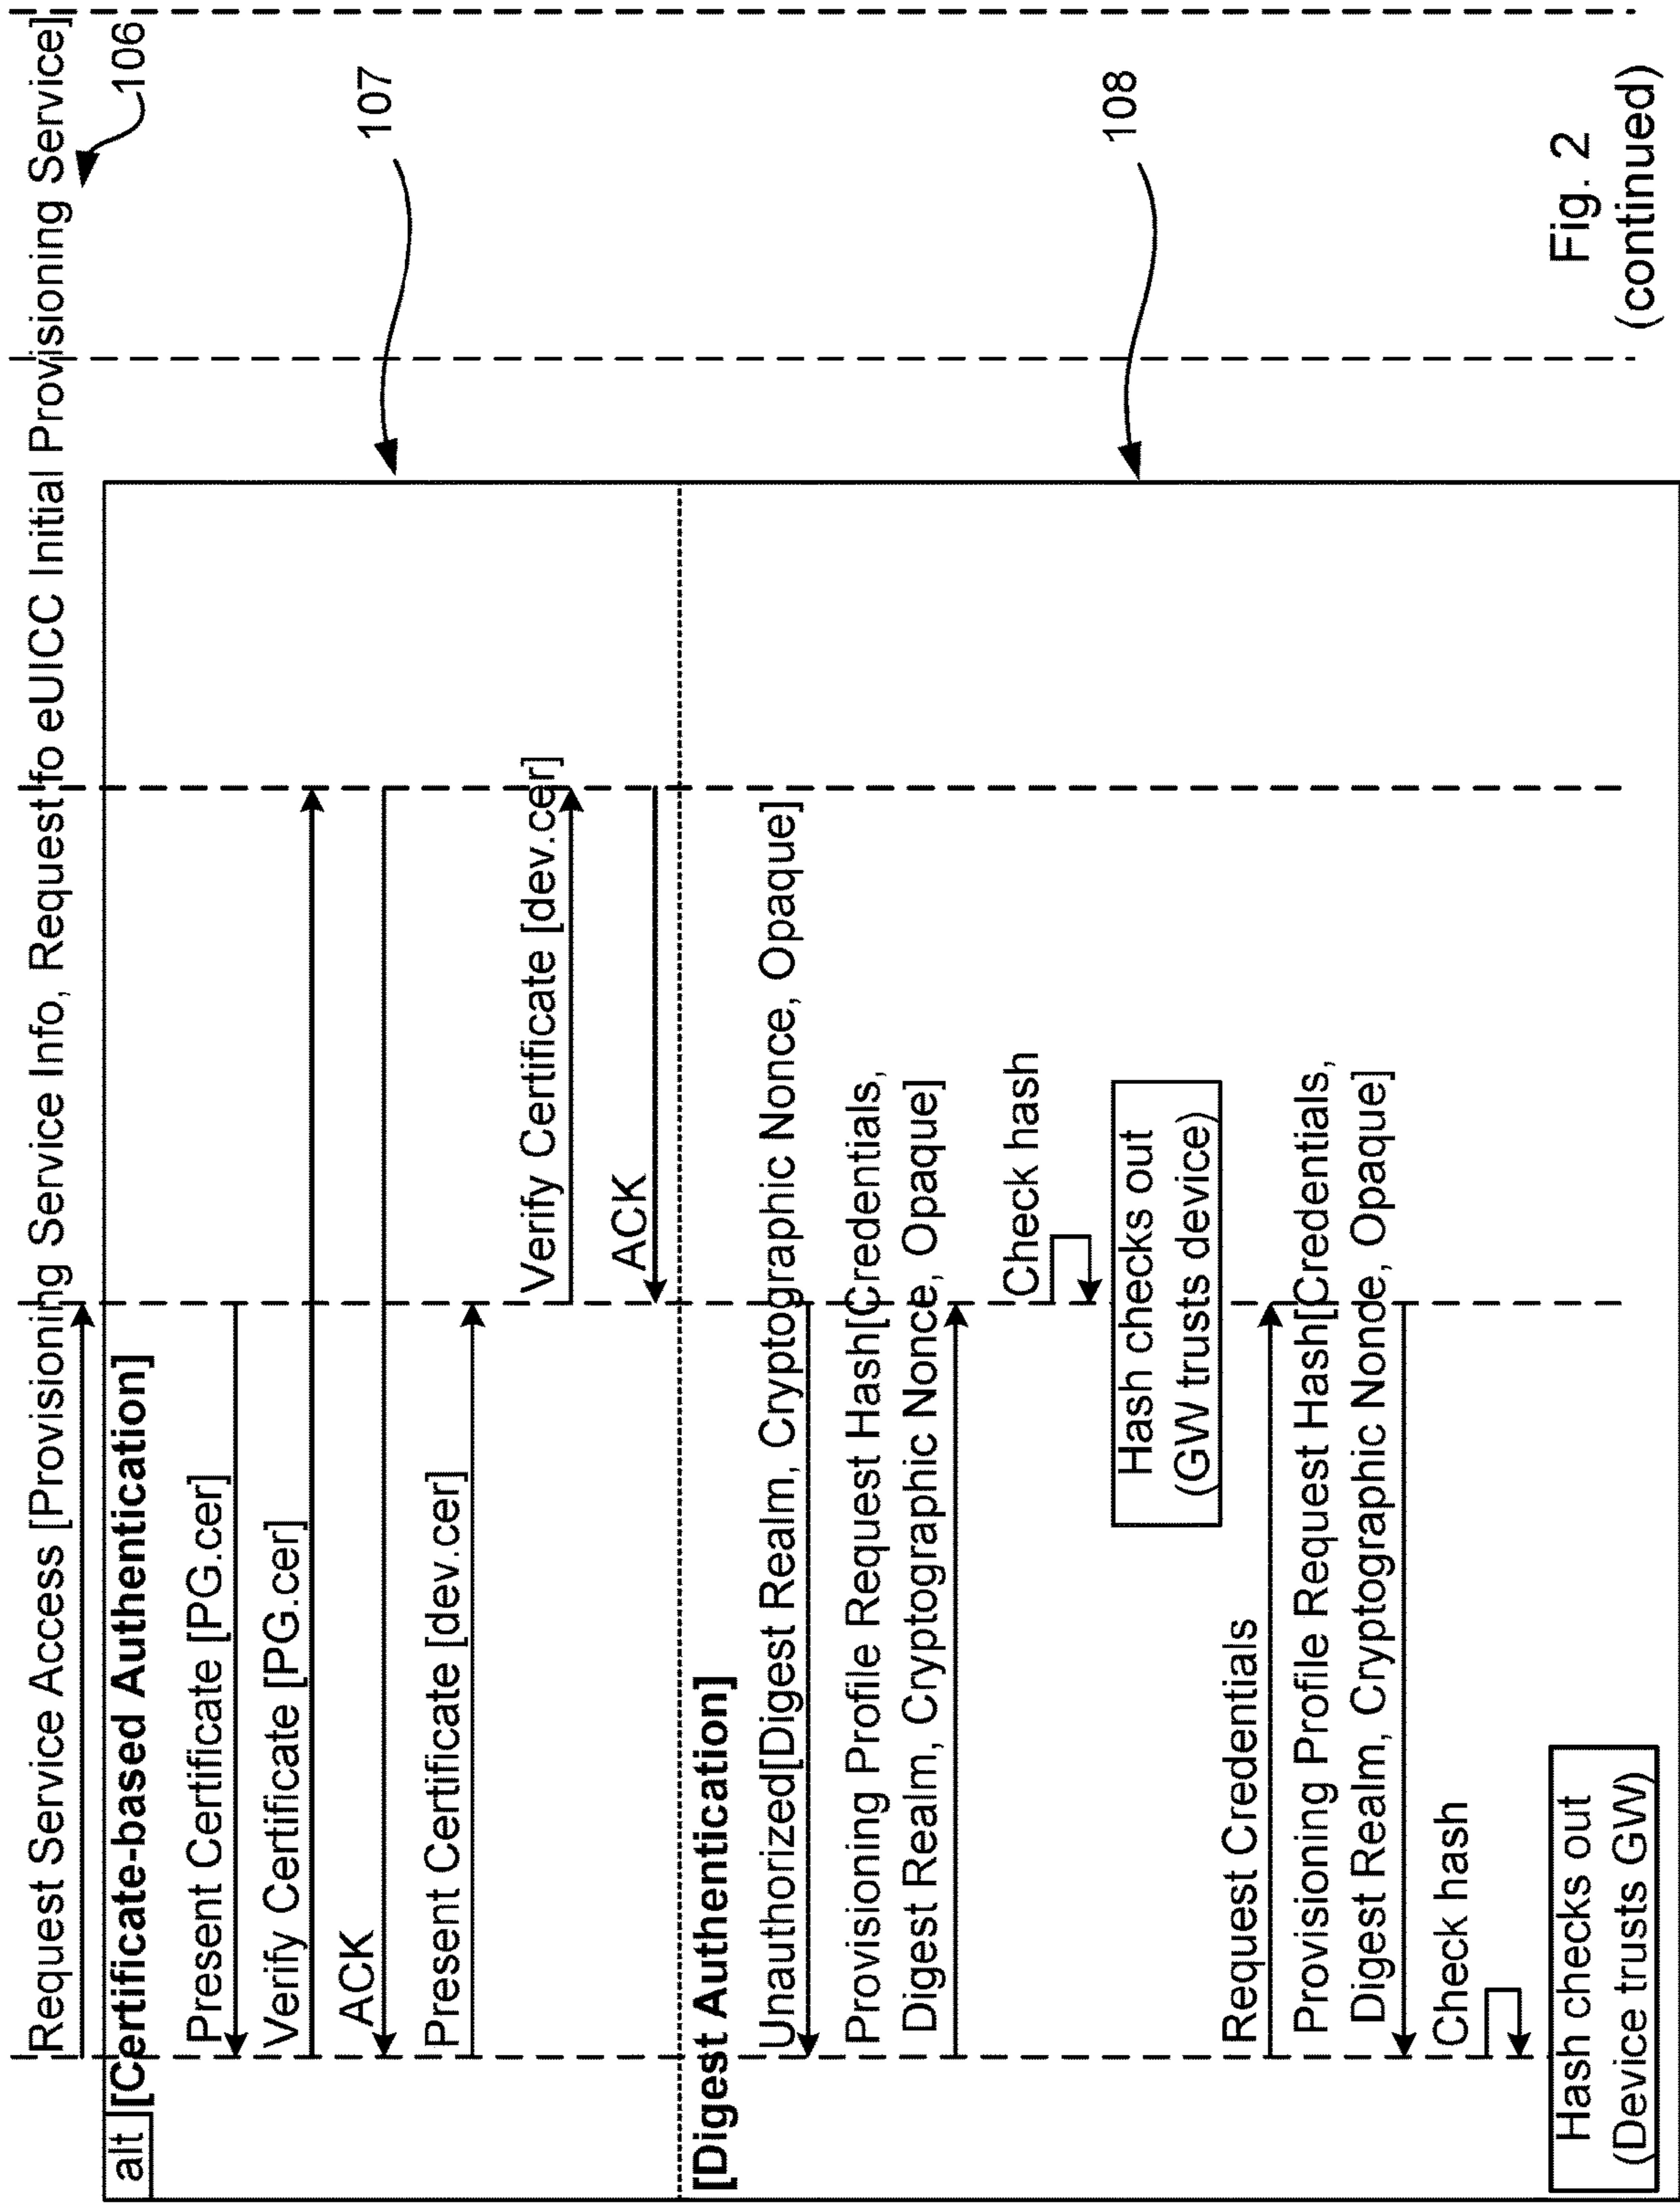 Request Service Access [Provisioning Service Info, Request fo eUICC Initial Provisioning Service]
106
alt
[Certificate-based Authentication]
107
Present Certificate [PG.cer]
Verify Certificate [PG.cer]
ACK
Present Certificate [dev.cer]
Verify Certificate [dev.cer]
ACK
[Digest Authentication]
108
Unauthorized[Digest Realm, Cryptographic Nonce, Opaque]
Provisioning Profile Request Hash[Credentials,
Digest Realm, Cryptographic Nonce, Opaque]
Check hash
Hash checks out
(GW trusts device)
Request Credentials
Provisioning Profile Request Hash[Credentials,
Digest Realm, Cryptographic Nonde, Opaque]
Check hash
Hash checks out
(Device trusts GW)
Fig. 2
(continued)